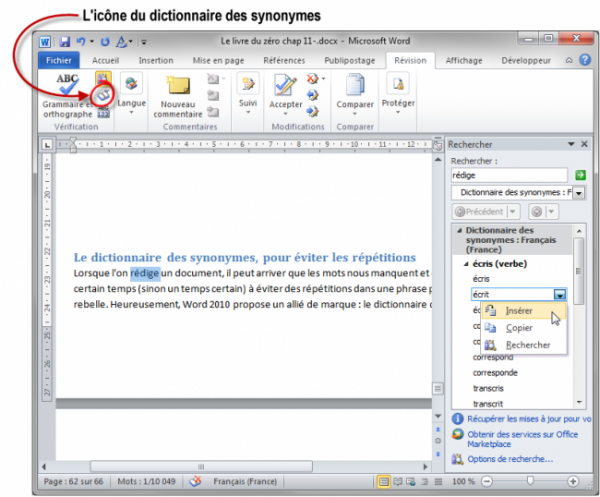 L'icône du dictionnaire des synonymes
Le livre du zéro chap 11-.docx - Microsoft Word
Fichier Accueil Insertion Mise en page Références Publipostage Révision Affichage Développeur
ABC
Grammaire et orthographe
Langue
Nouveau commentaire
Suivi
Accepter
Comparer
Protéger
Vérification Commentaires Modifications Comparer
Rechercher
Rechercher :
rédige
Dictionnaire des synonymes : F
Précédent
Dictionnaire des
synonymes : Français
(France)
écris (verbe)
écris
écrit
Insérer
Copier
Rechercher
correspond
corresponde
transcris
transcrit
Récupérer les mises à jour pour vo
Obtenir des services sur Office
Marketplace
Options de recherche...
Le dictionnaire des synonymes, pour éviter les répétitions
Lorsque l'on rédige un document, il peut arriver que les mots nous manquent et
certain temps (sinon un temps certain) à éviter des répétitions dans une phrase p
rebelle. Heureusement, Word 2010 propose un allié de marque : le dictionnaire
Page : 62 sur 66 Mots : 1/10 049 Français (France) 100 %